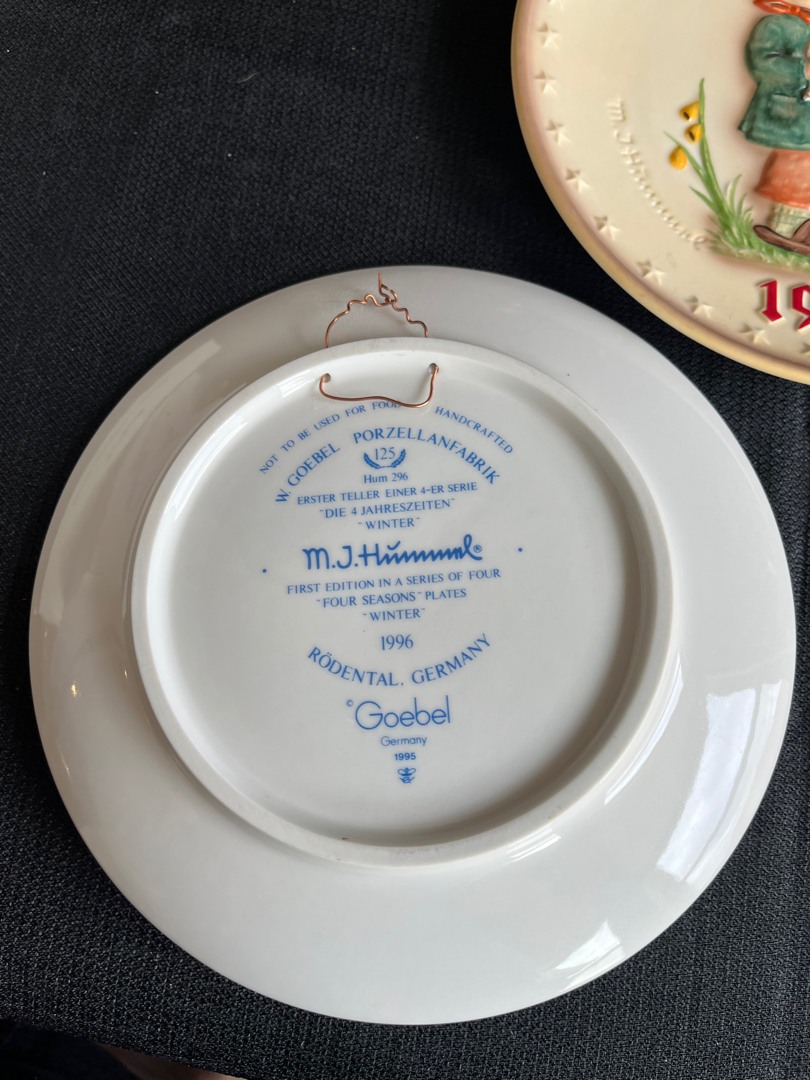 NOT TO BE USED FOR FOOD HANDCRAFTED
W. GOEBEL PORZELLANFABRIK
125
Hum 296
ERSTER TELLER EINER 4-ER SERIE
"DIE 4 JAHRESZEITEN"
"WINTER"
M.J.Hummel®
FIRST EDITION IN A SERIES OF FOUR
"FOUR SEASONS" PLATES
"WINTER"
1996
RÖDENTAL, GERMANY
©Goebel
Germany
1995
M.J.Hummel
19